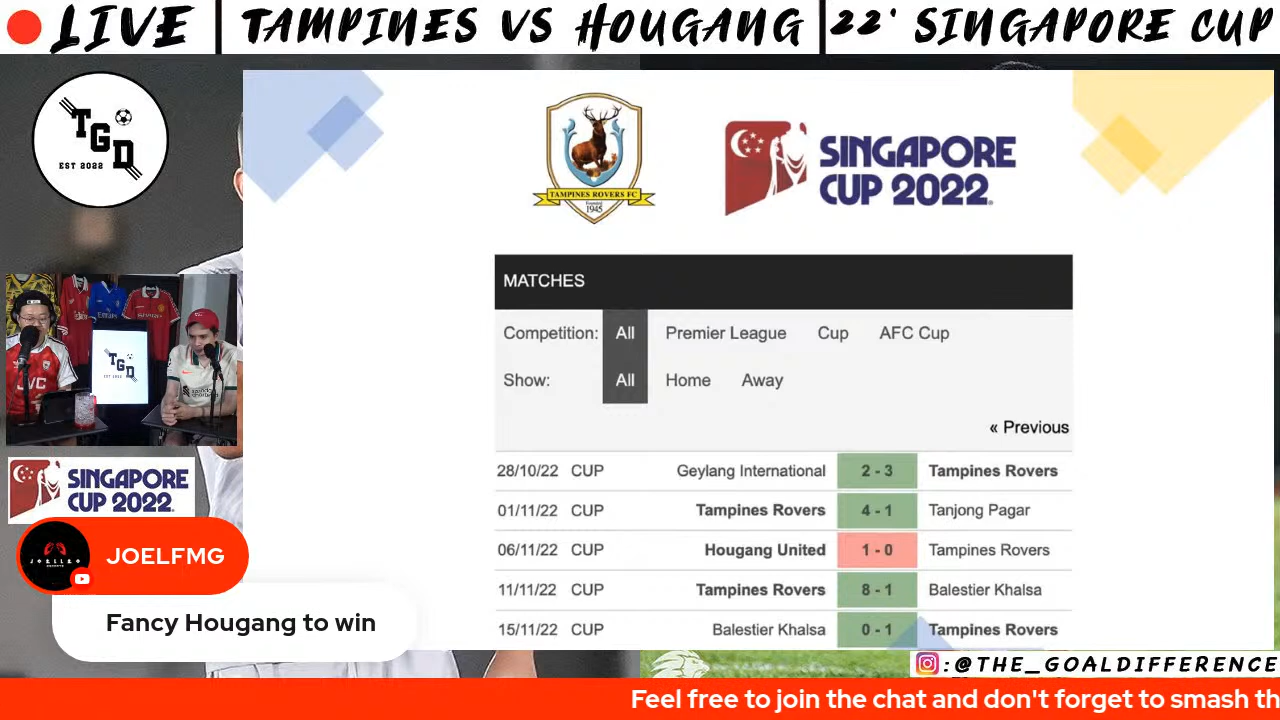 LIVE
TAMPINES VS HOUGANG
22' SINGAPORE CUP
TGD
EST 2022
TAMPINES ROVERS FC
Founded
1945
SINGAPORE
CUP 2022
MATCHES
Competition: All Premier League Cup AFC Cup
Show: All Home Away
« Previous
28/10/22 CUP Geylang International 2 - 3 Tampines Rovers
01/11/22 CUP Tampines Rovers 4 - 1 Tanjong Pagar
06/11/22 CUP Hougang United 1 - 0 Tampines Rovers
11/11/22 CUP Tampines Rovers 8 - 1 Balestier Khalsa
15/11/22 CUP Balestier Khalsa 0 - 1 Tampines Rovers
TGD
JVC
SINGAPORE
CUP 2022
JOELFMG
Fancy Hougang to win
:@THE_GOALDIFFERENCE
Feel free to join the chat and don't forget to smash th